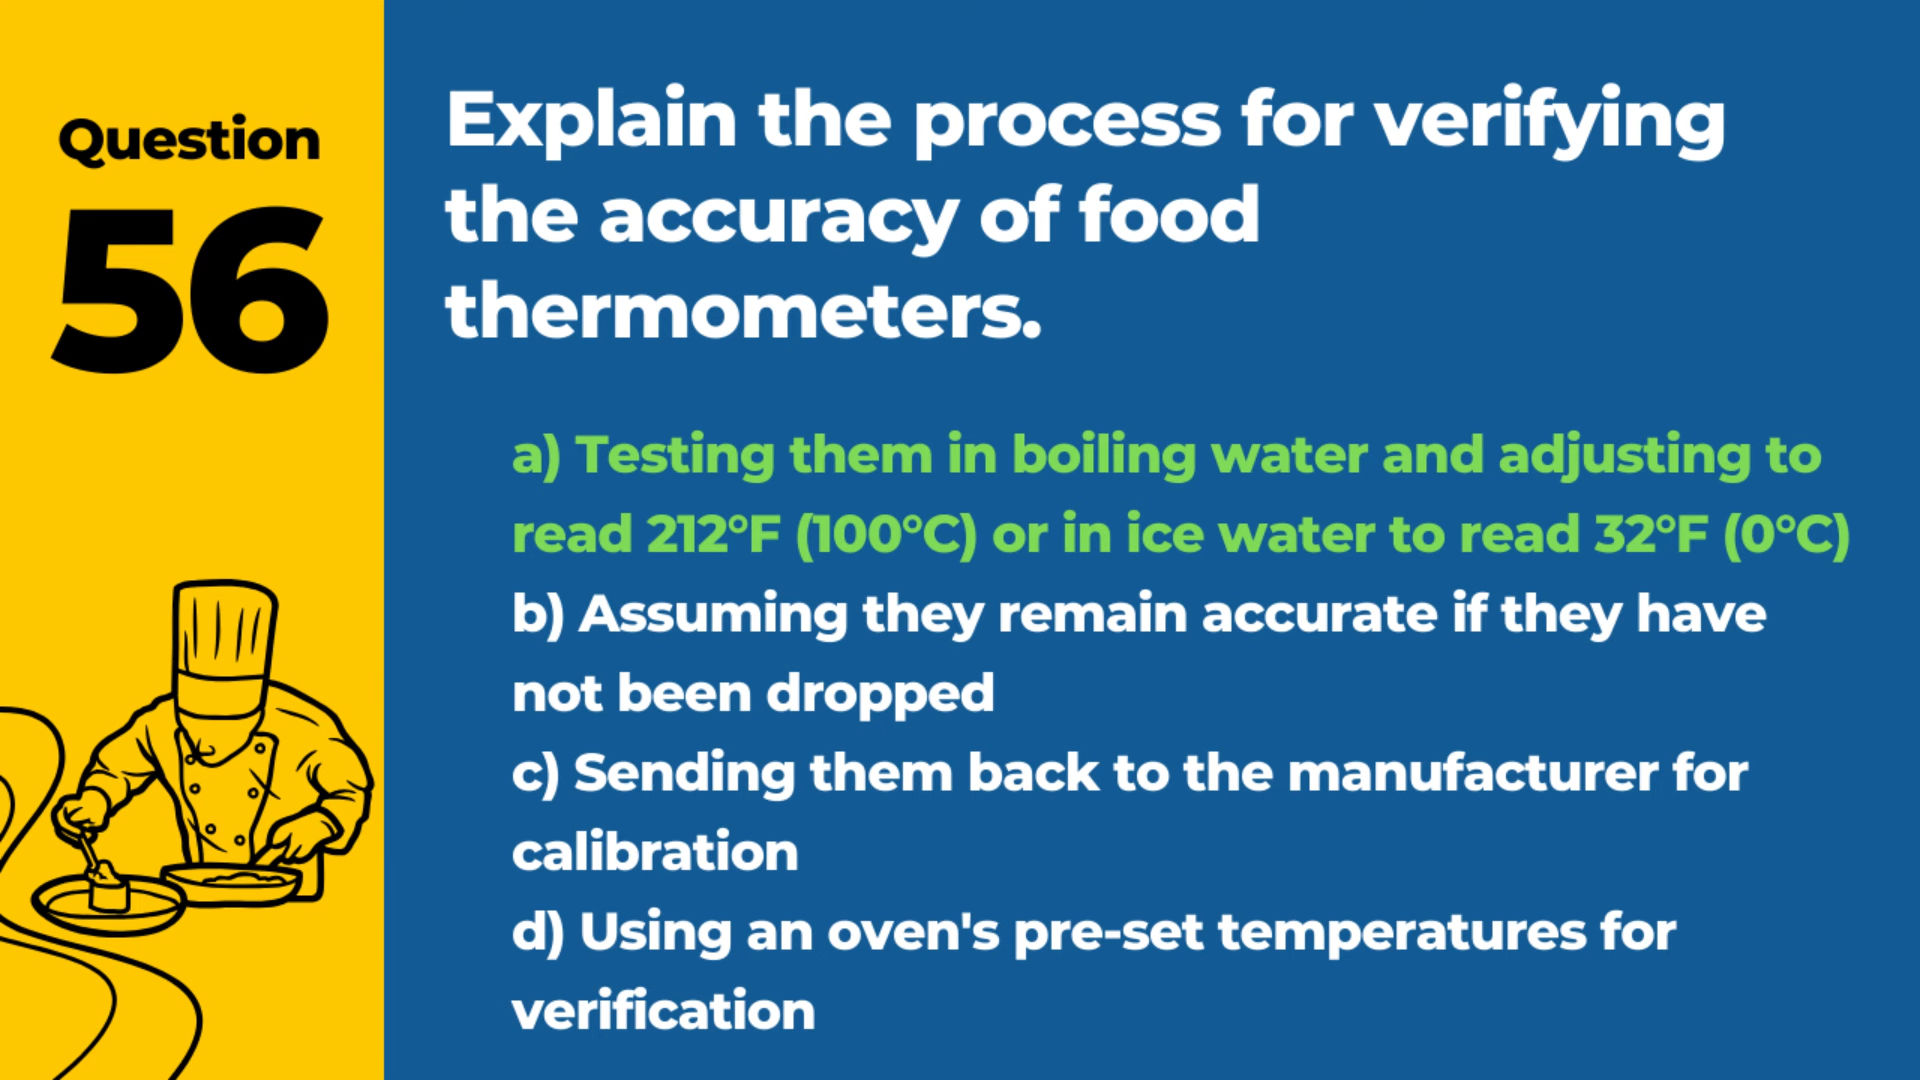 Question
56
Explain the process for verifying
the accuracy of food
thermometers.
a) Testing them in boiling water and adjusting to
read 212°F (100°C) or in ice water to read 32°F (0°C)
b) Assuming they remain accurate if they have
not been dropped
c) Sending them back to the manufacturer for
calibration
d) Using an oven's pre-set temperatures for
verification